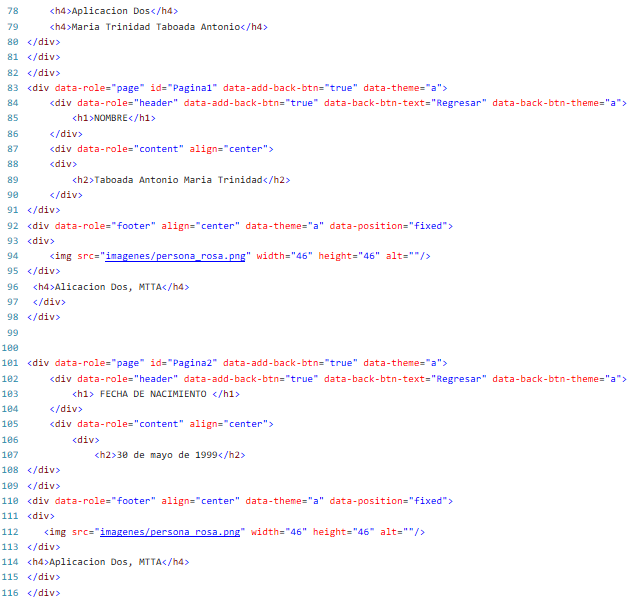 78 <h4>Aplicacion Dos</h4>
79 <h4>Maria Trinidad Taboada Antonio</h4>
80 </div>
81 </div>
82 </div>
83 <div data-role="page" id="Pagina1" data-add-back-btn="true" data-theme="a">
84 <div data-role="header" data-add-back-btn="true" data-back-btn-text="Regresar" data-back-btn-theme="a">
85 <h1>NOMBRE</h1>
86 </div>
87 <div data-role="content" align="center">
88 <div>
89 <h2>Taboada Antonio Maria Trinidad</h2>
90 </div>
91 </div>
92 <div data-role="footer" align="center" data-theme="a" data-position="fixed">
93 <div>
94 <img src="imagenes/persona_rosa.png" width="46" height="46" alt=""/>
95 </div>
96 <h4>Alicacion Dos, MTTA</h4>
97 </div>
98 </div>
99
100
101 <div data-role="page" id="Pagina2" data-add-back-btn="true" data-theme="a">
102 <div data-role="header" data-add-back-btn="true" data-back-btn-text="Regresar" data-back-btn-theme="a">
103 <h1> FECHA DE NACIMIENTO </h1>
104 </div>
105 <div data-role="content" align="center">
106 <div>
107 <h2>30 de mayo de 1999</h2>
108 </div>
109 </div>
110 <div data-role="footer" align="center" data-theme="a" data-position="fixed">
111 <div>
112 <img src="imagenes/persona_rosa.png" width="46" height="46" alt=""/>
113 </div>
114 <h4>Aplicacion Dos, MTTA</h4>
115 </div>
116 </div>